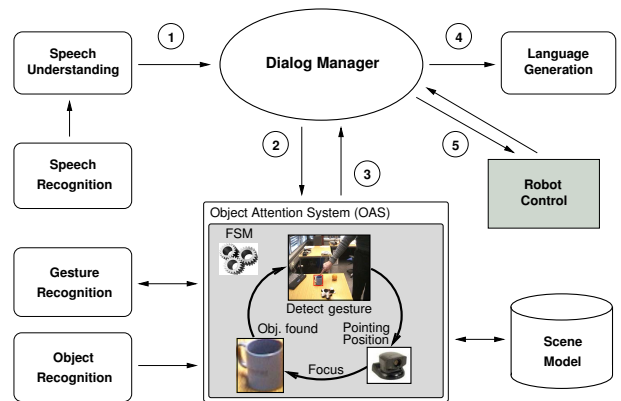 Speech
Understanding
1
Dialog Manager
4
Language
Generation
Speech
Recognition
2
3
5
Robot
Control
Object Attention System (OAS)
FSM
Detect gesture
Obj. found
Pointing
Position
Focus
Gesture
Recognition
Object
Recognition
Scene
Model